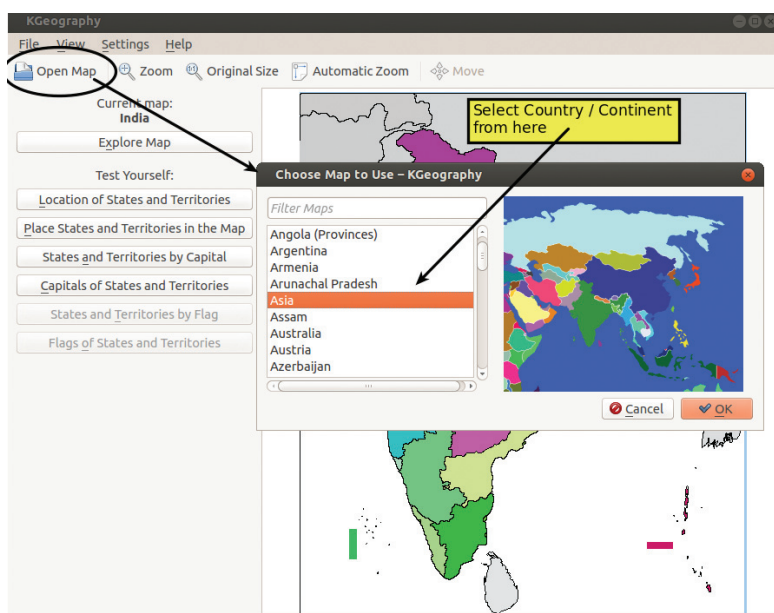 KGeography
File View Settings Help
Open Map Zoom 1:1 Original Size Automatic Zoom Move
Current map:
India
Explore Map
Test Yourself:
Location of States and Territories
Place States and Territories in the Map
States and Territories by Capital
Capitals of States and Territories
States and Territories by Flag
Flags of States and Territories
Select Country / Continent
from here
Choose Map to Use – KGeography
Filter Maps
Angola (Provinces)
Argentina
Armenia
Arunachal Pradesh
Asia
Assam
Australia
Austria
Azerbaijan
Cancel OK